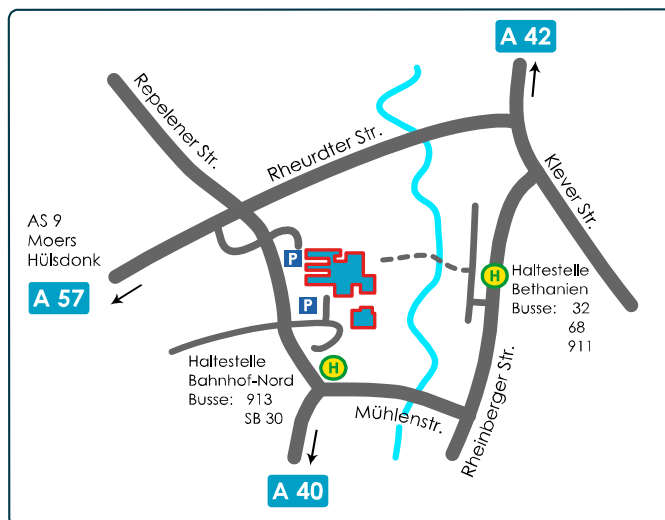 A 42
Repelener Str.
Rheurdter Str.
Klever Str.
AS 9
Moers
Hülsdonk
A 57
P
P
H
Haltestelle
Bethanien
Busse: 32
68
911
H
Haltestelle
Bahnhof-Nord
Busse: 913
SB 30
Mühlenstr.
Rheinberger Str.
A 40